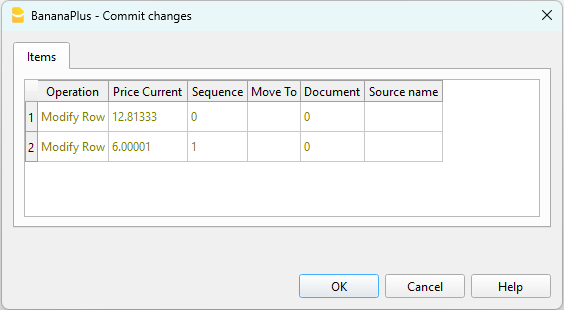 BananaPlus - Commit changes
Items
Operation Price Current Sequence Move To Document Source name
1 Modify Row 12.81333 0 0
2 Modify Row 6.00001 1 0
OK Cancel Help